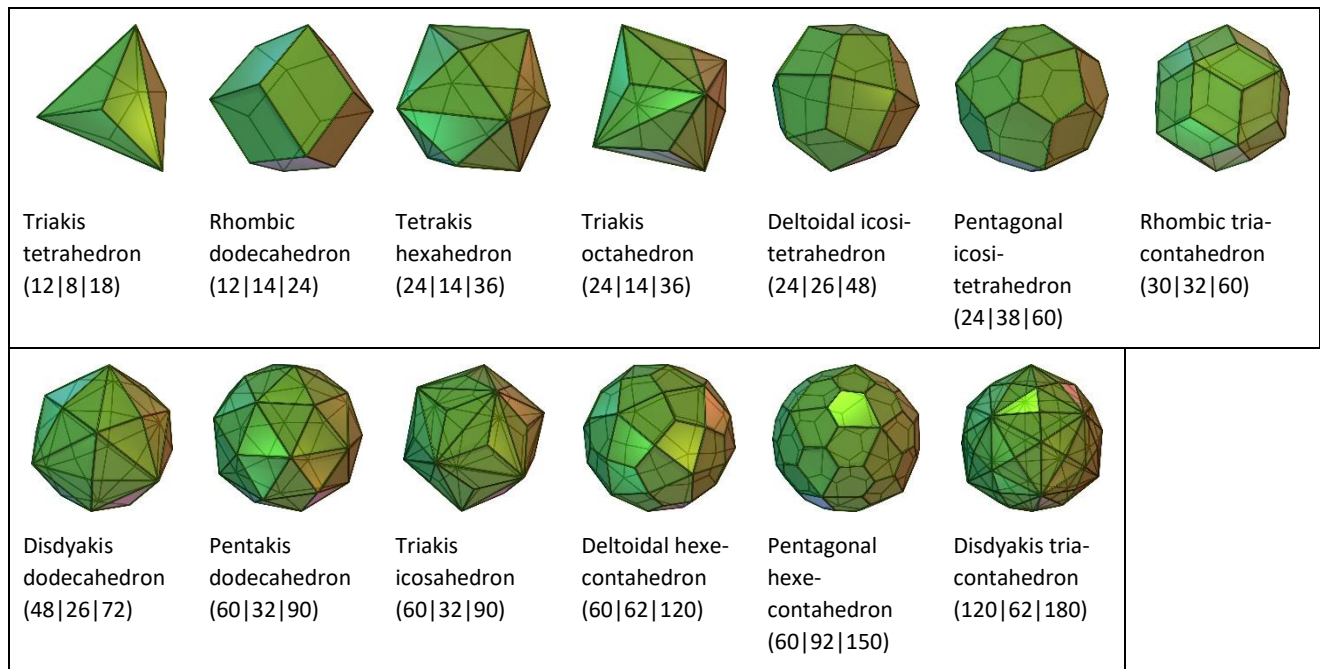 Triakis
tetrahedron
(12|8|18)
Rhombic
dodecahedron
(12|14|24)
Tetrakis
hexahedron
(24|14|36)
Triakis
octahedron
(24|14|36)
Deltoidal icosi-
tetrahedron
(24|26|48)
Pentagonal
icosi-
tetrahedron
(24|38|60)
Rhombic tria-
contahedron
(30|32|60)
Disdyakis
dodecahedron
(48|26|72)
Pentakis
dodecahedron
(60|32|90)
Triakis
icosahedron
(60|32|90)
Deltoidal hexe-
contahedron
(60|62|120)
Pentagonal
hexe-
contahedron
(60|92|150)
Disdyakis tria-
contahedron
(120|62|180)